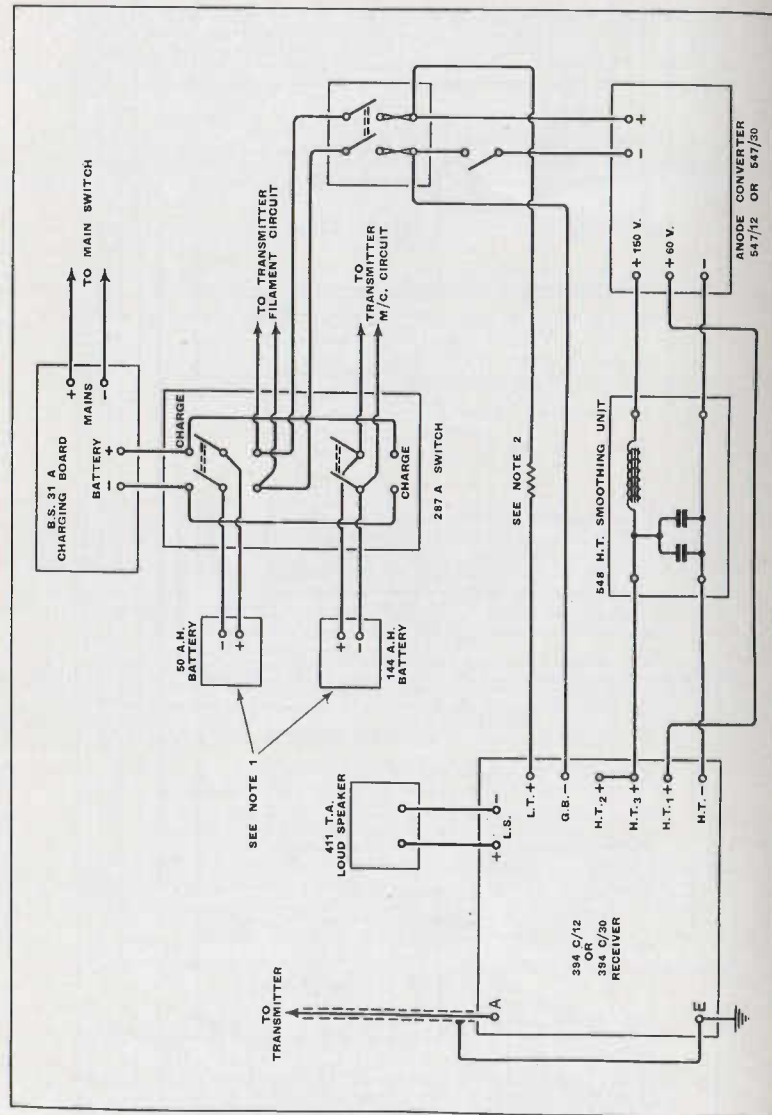 B.S. 31 A
CHARGING BOARD
BATTERY MAINS
+
-
+
-
TO MAIN SWITCH
CHARGE
CHARGE
287 A SWITCH
TO TRANSMITTER
FILAMENT CIRCUIT
TO
TRANSMITTER
M/C. CIRCUIT
50 A.H.
BATTERY
-
+
144 A.H.
BATTERY
+
-
SEE NOTE 1
SEE NOTE 2
411 T.A.
LOUD SPEAKER
+
-
L.S.
L.T. +
G.B. -
H.T.2 +
H.T.3 +
H.T.1 +
H.T. -
TO
TRANSMITTER
A
E
394 C/12
OR
394 C/30
RECEIVER
548 H.T. SMOOTHING UNIT
+ 150 V.
+ 60 V.
-
-
+
ANODE CONVERTER
547/12 OR 547/30